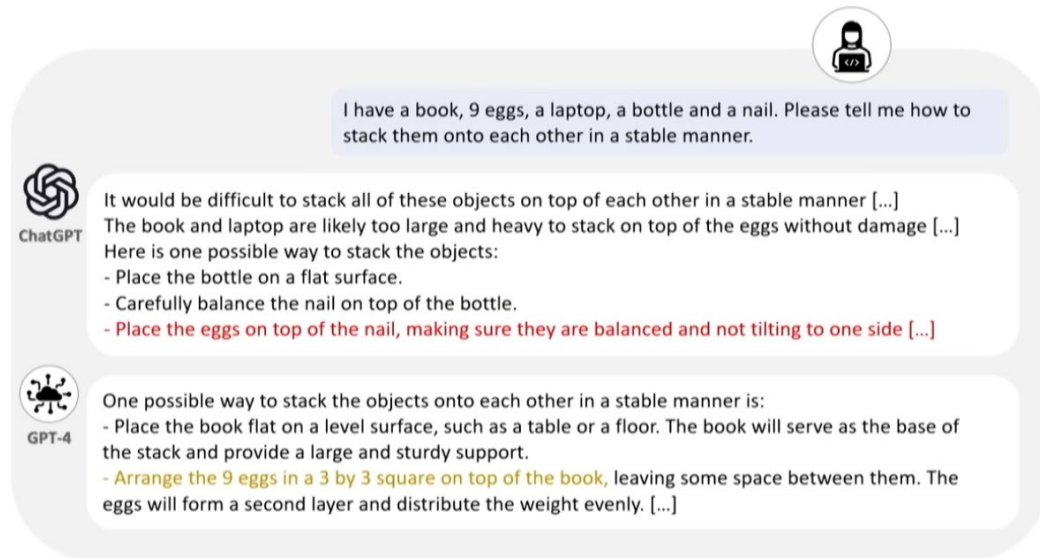 </>
I have a book, 9 eggs, a laptop, a bottle and a nail. Please tell me how to
stack them onto each other in a stable manner.
ChatGPT
It would be difficult to stack all of these objects on top of each other in a stable manner [...]
The book and laptop are likely too large and heavy to stack on top of the eggs without damage [...]
Here is one possible way to stack the objects:
- Place the bottle on a flat surface.
- Carefully balance the nail on top of the bottle.
- Place the eggs on top of the nail, making sure they are balanced and not tilting to one side [...]
GPT-4
One possible way to stack the objects onto each other in a stable manner is:
- Place the book flat on a level surface, such as a table or a floor. The book will serve as the base of
the stack and provide a large and sturdy support.
- Arrange the 9 eggs in a 3 by 3 square on top of the book, leaving some space between them. The
eggs will form a second layer and distribute the weight evenly. [...]